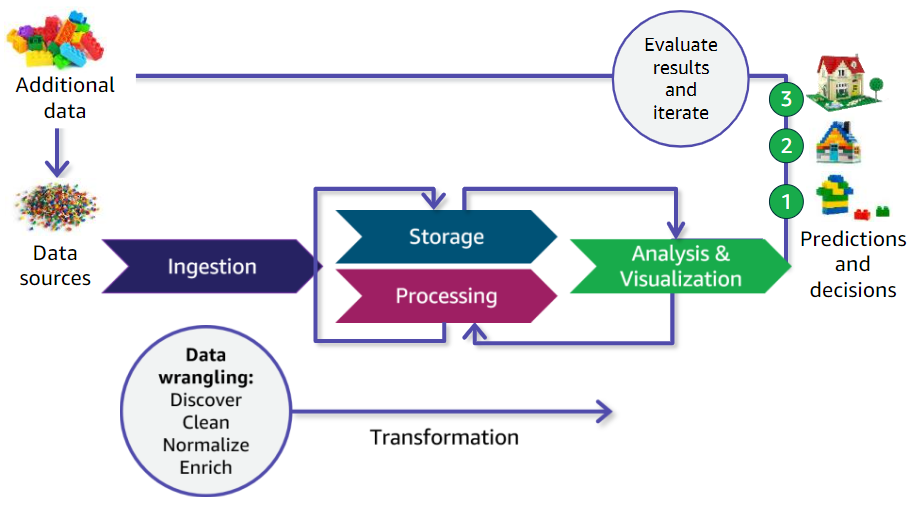 Additional
data
Evaluate
results
and
iterate
3
2
1
Data
sources
Ingestion
Storage
Processing
Analysis &
Visualization
Predictions
and
decisions
Data
wrangling:
Discover
Clean
Normalize
Enrich
Transformation